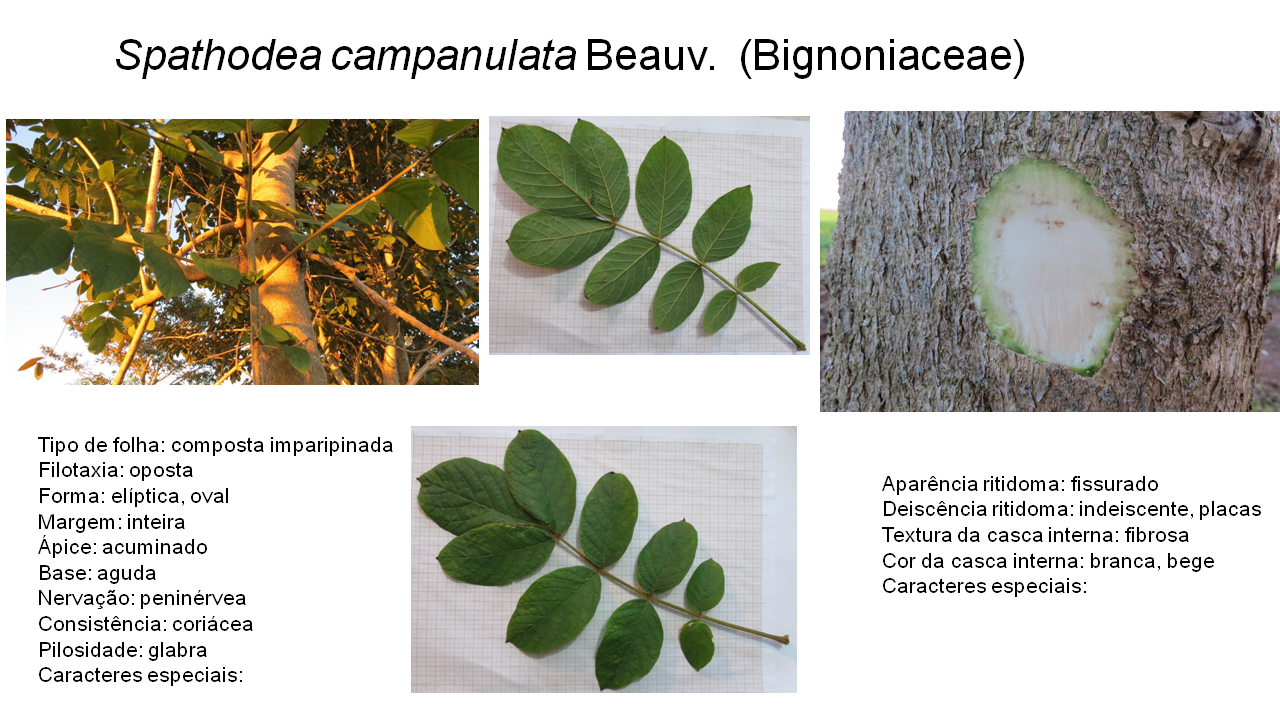 Spathodea campanulata Beauv. (Bignoniaceae)
Tipo de folha: composta imparipinada
Filotaxia: oposta
Forma: elíptica, oval
Margem: inteira
Ápice: acuminado
Base: aguda
Nervação: peninérvea
Consistência: coriácea
Pilosidade: glabra
Caracteres especiais:
Aparência ritidoma: fissurado
Deiscência ritidoma: indeiscente, placas
Textura da casca interna: fibrosa
Cor da casca interna: branca, bege
Caracteres especiais: